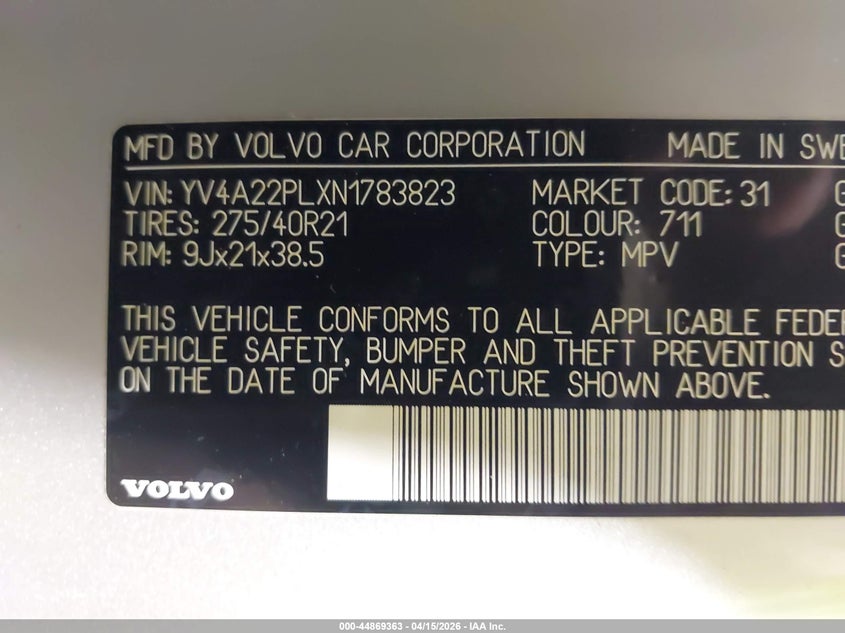 MFD BY VOLVO CAR CORPORATION MADE IN SWE
VIN: YV4A22PLXN1783823 MARKET CODE: 31 G
TIRES: 275/40R21 COLOUR: 711 G
RIM: 9Jx21x38.5 TYPE: MPV G
THIS VEHICLE CONFORMS TO ALL APPLICABLE FEDER
VEHICLE SAFETY, BUMPER AND THEFT PREVENTION S
ON THE DATE OF MANUFACTURE SHOWN ABOVE.
VOLVO
000-44869363 - 04/15/2026 - IAA Inc.